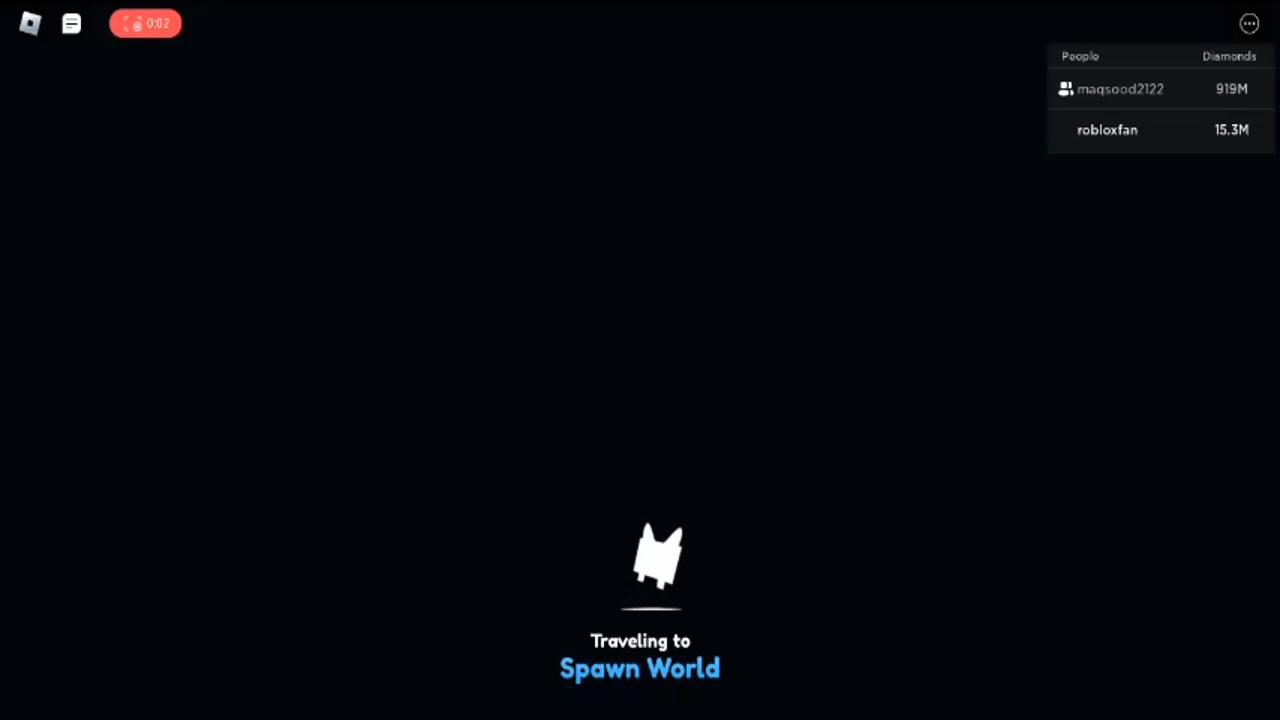 0:02
People Diamonds
maqsood2122 919M
robloxfan 15.3M
Traveling to
Spawn World